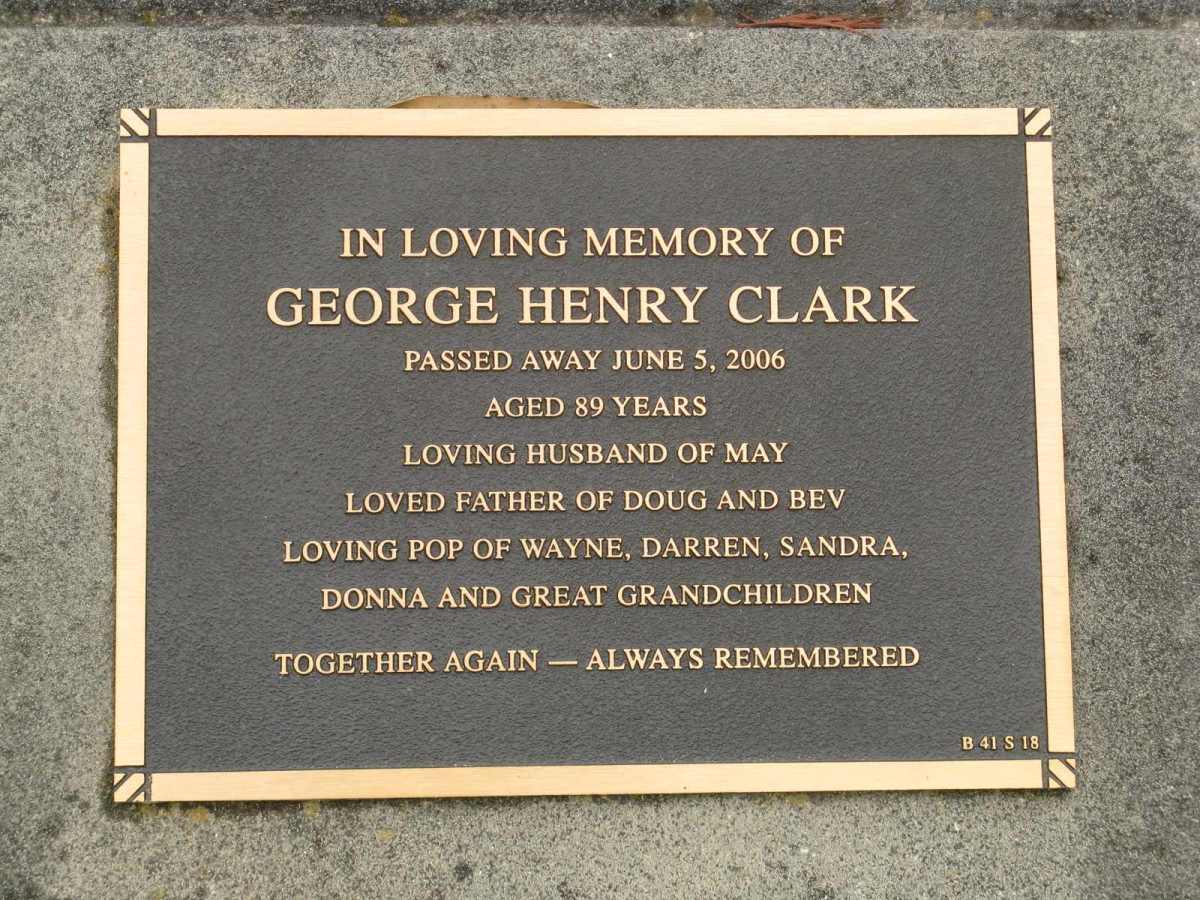 IN LOVING MEMORY OF
GEORGE HENRY CLARK
PASSED AWAY JUNE 5, 2006
AGED 89 YEARS
LOVING HUSBAND OF MAY
LOVED FATHER OF DOUG AND BEV
LOVING POP OF WAYNE, DARREN, SANDRA,
DONNA AND GREAT GRANDCHILDREN
TOGETHER AGAIN — ALWAYS REMEMBERED
B 41 S 18